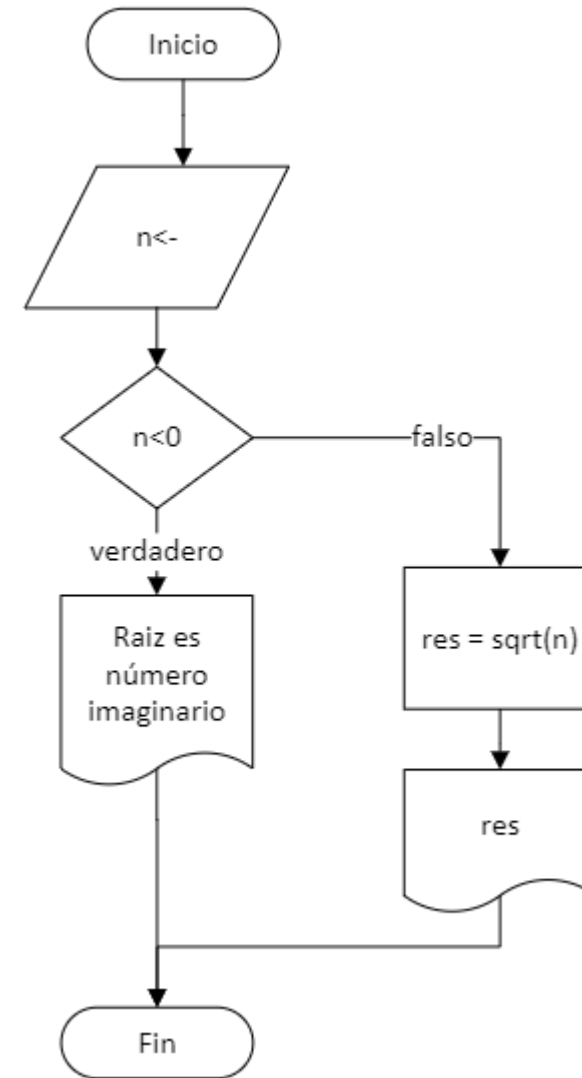 Inicio
n<-
n<0
falso
verdadero
Raiz es
número
imaginario
res = sqrt(n)
res
Fin